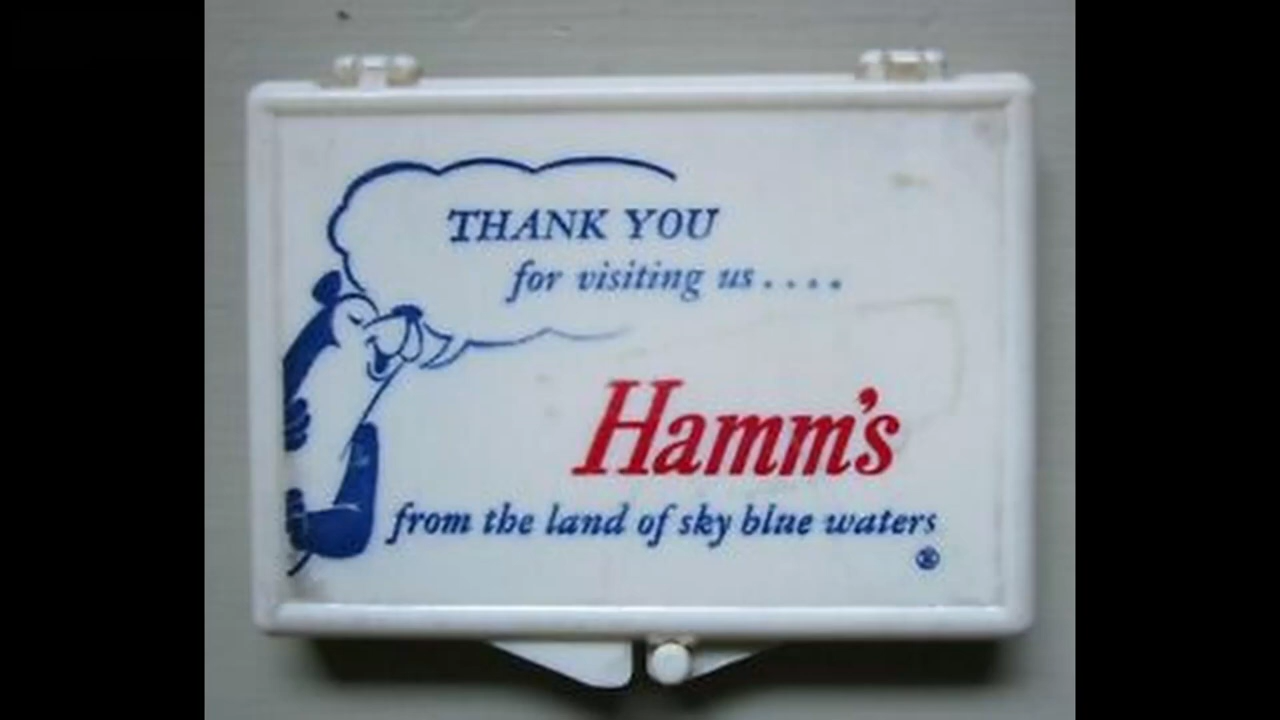 THANK YOU
for visiting us....
Hamm's
from the land of sky blue waters
®